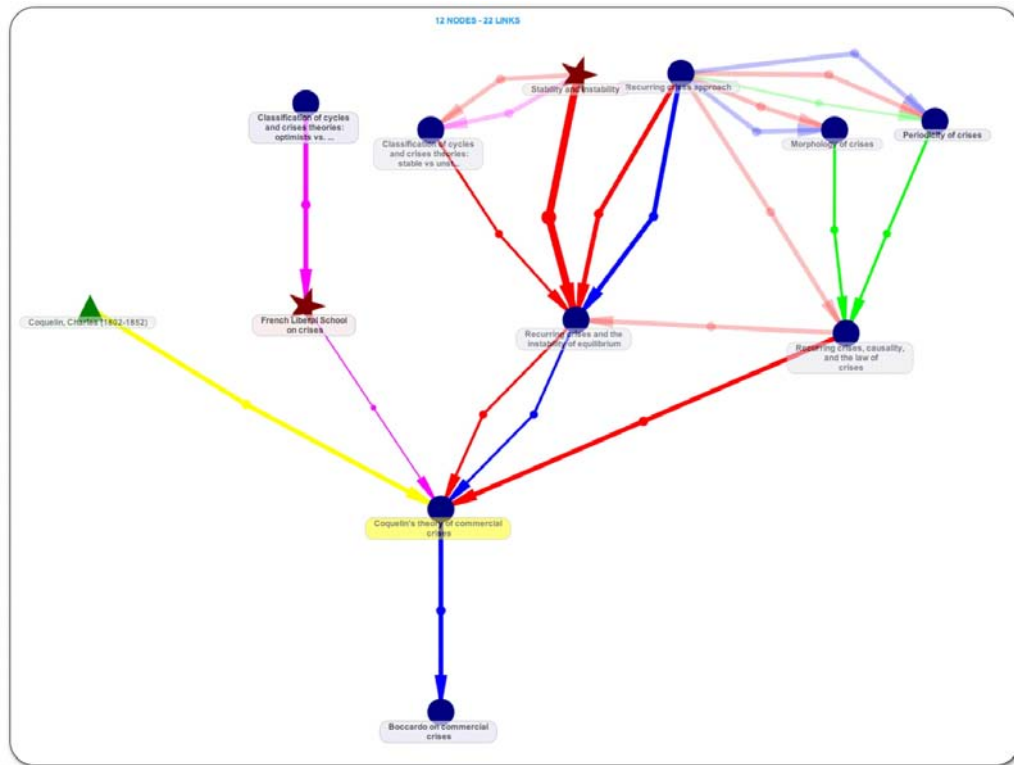 12 NODES - 22 LINKS
Stability and instability
Recurring crises approach
Classification of cycles
and crises theories:
optimists vs. ...
Classification of cycles
and crises theories:
stable vs unst...
Morphology of crises
Periodicity of crises
Coquelin, Charles [1802-1852]
French Liberal School
on crises
Recurring crises and the
instability of equilibrium
Recurring crises, causality,
and the law of
crises
Coquelin's theory of commercial
crises
Boccardo on commercial
crises